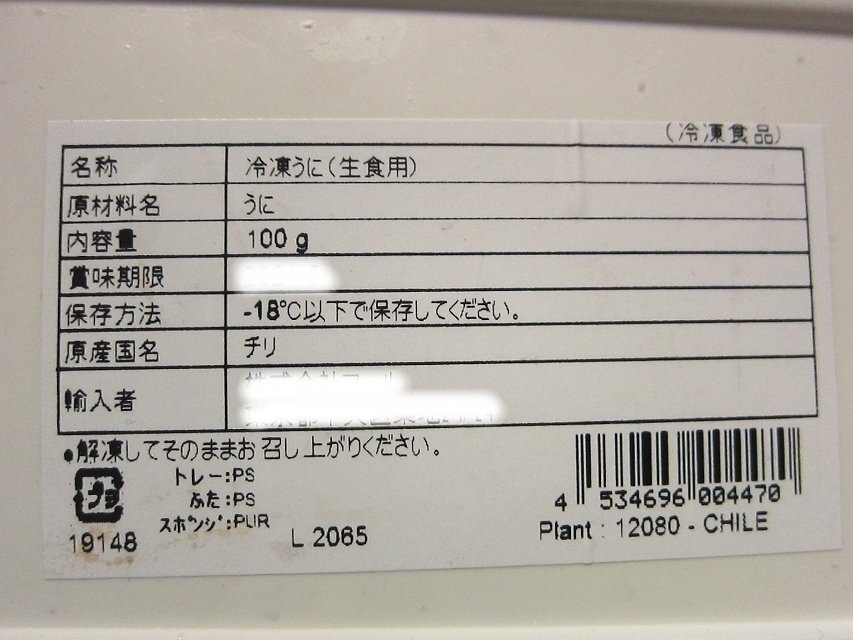 (冷凍食品)
名称 冷凍うに(生食用)
原材料名 うに
内容量 100 g
賞味期限
保存方法 -18℃以下で保存してください。
原産国名 チリ
輸入者
●解凍してそのままお召し上がりください。
プラ トレー:PS
ふた:PS
スポンジ:PUR
19148 L 2065
4 534696 004470
Plant : 12080 - CHILE